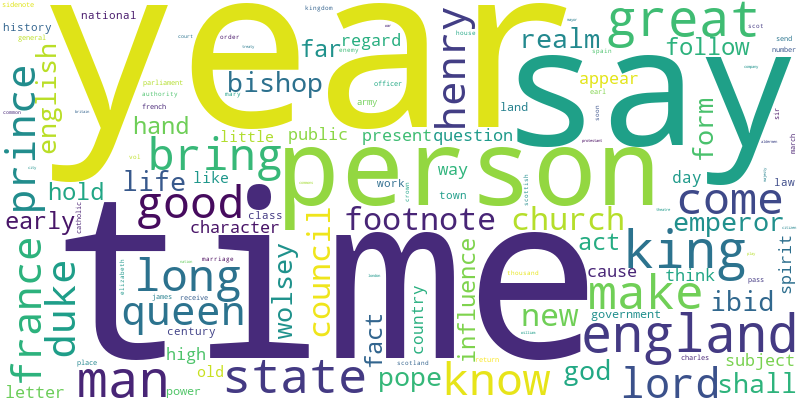 year
say
time
person
great
king
england
man
state
good
bring
make
lord
come
know
long
queen
prince
duke
france
henry
realm
bishop
church
footnote
emperor
council
wolsey
pope
god
new
ibid
shall
act
far
regard
follow
appear
form
english
history
national
hand
little
public
present
question
hold
life
like
way
day
land
law
early
character
class
work
town
army
officer
parliament
authority
french
mary
enemy
order
court
kingdom
sidenote
general
common
catholic
elizabeth
marriage
james
receive
century
high
old
power
place
letter
fact
country
influence
cause
think
spirit
government
subject
charles
pass
scotland
london
thousand
william
return
crown
scottish
protestant
soon
earl
spain
house
scot
send
number
sir
march